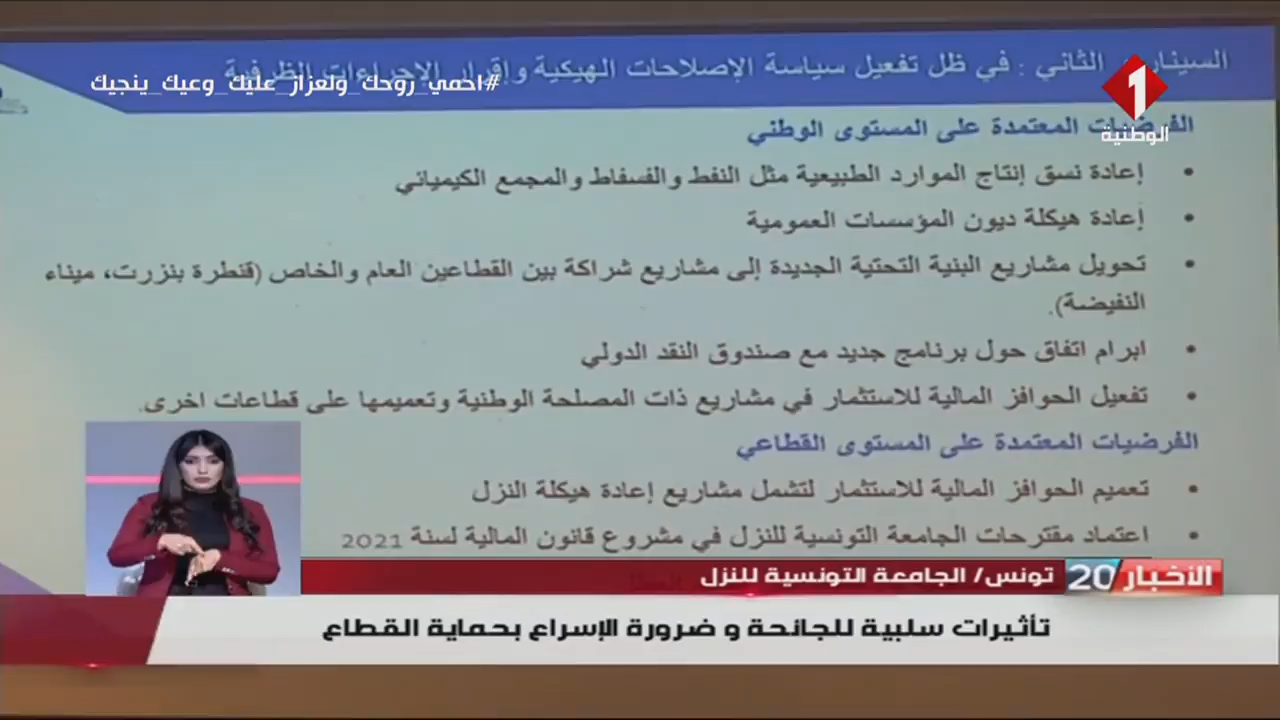 السيناريو الثاني : في ظل تفعيل سياسة الإصلاحات الهيكية وإقرار الاجراءات الظرفية
#احمي_روحك_ولعزاز_عليك_وعيك_ينجيك
1
الوطنية
الفرضيات المعتمدة على المستوى الوطني
• إعادة نسق إنتاج الموارد الطبيعية مثل النفط والفسفاط والمجمع الكيميائي
• إعادة هيكلة ديون المؤسسات العمومية
• تحويل مشاريع البنية التحتية الجديدة إلى مشاريع شراكة بين القطاعين العام والخاص (قنطرة بنزرت، ميناء
النفيضة).
• ابرام اتفاق حول برنامج جديد مع صندوق النقد الدولي
• تفعيل الحوافز المالية للاستثمار في مشاريع ذات المصلحة الوطنية وتعميمها على قطاعات اخرى.
الفرضيات المعتمدة على المستوى القطاعي
• تعميم الحوافز المالية للاستثمار لتشمل مشاريع إعادة هيكلة النزل
• اعتماد مقترحات الجامعة التونسية للنزل في مشروع قانون المالية لسنة 2021
الأخبار 20 تونس/ الجامعة التونسية للنزل
تأثيرات سلبية للجائحة و ضرورة الإسراع بحماية القطاع